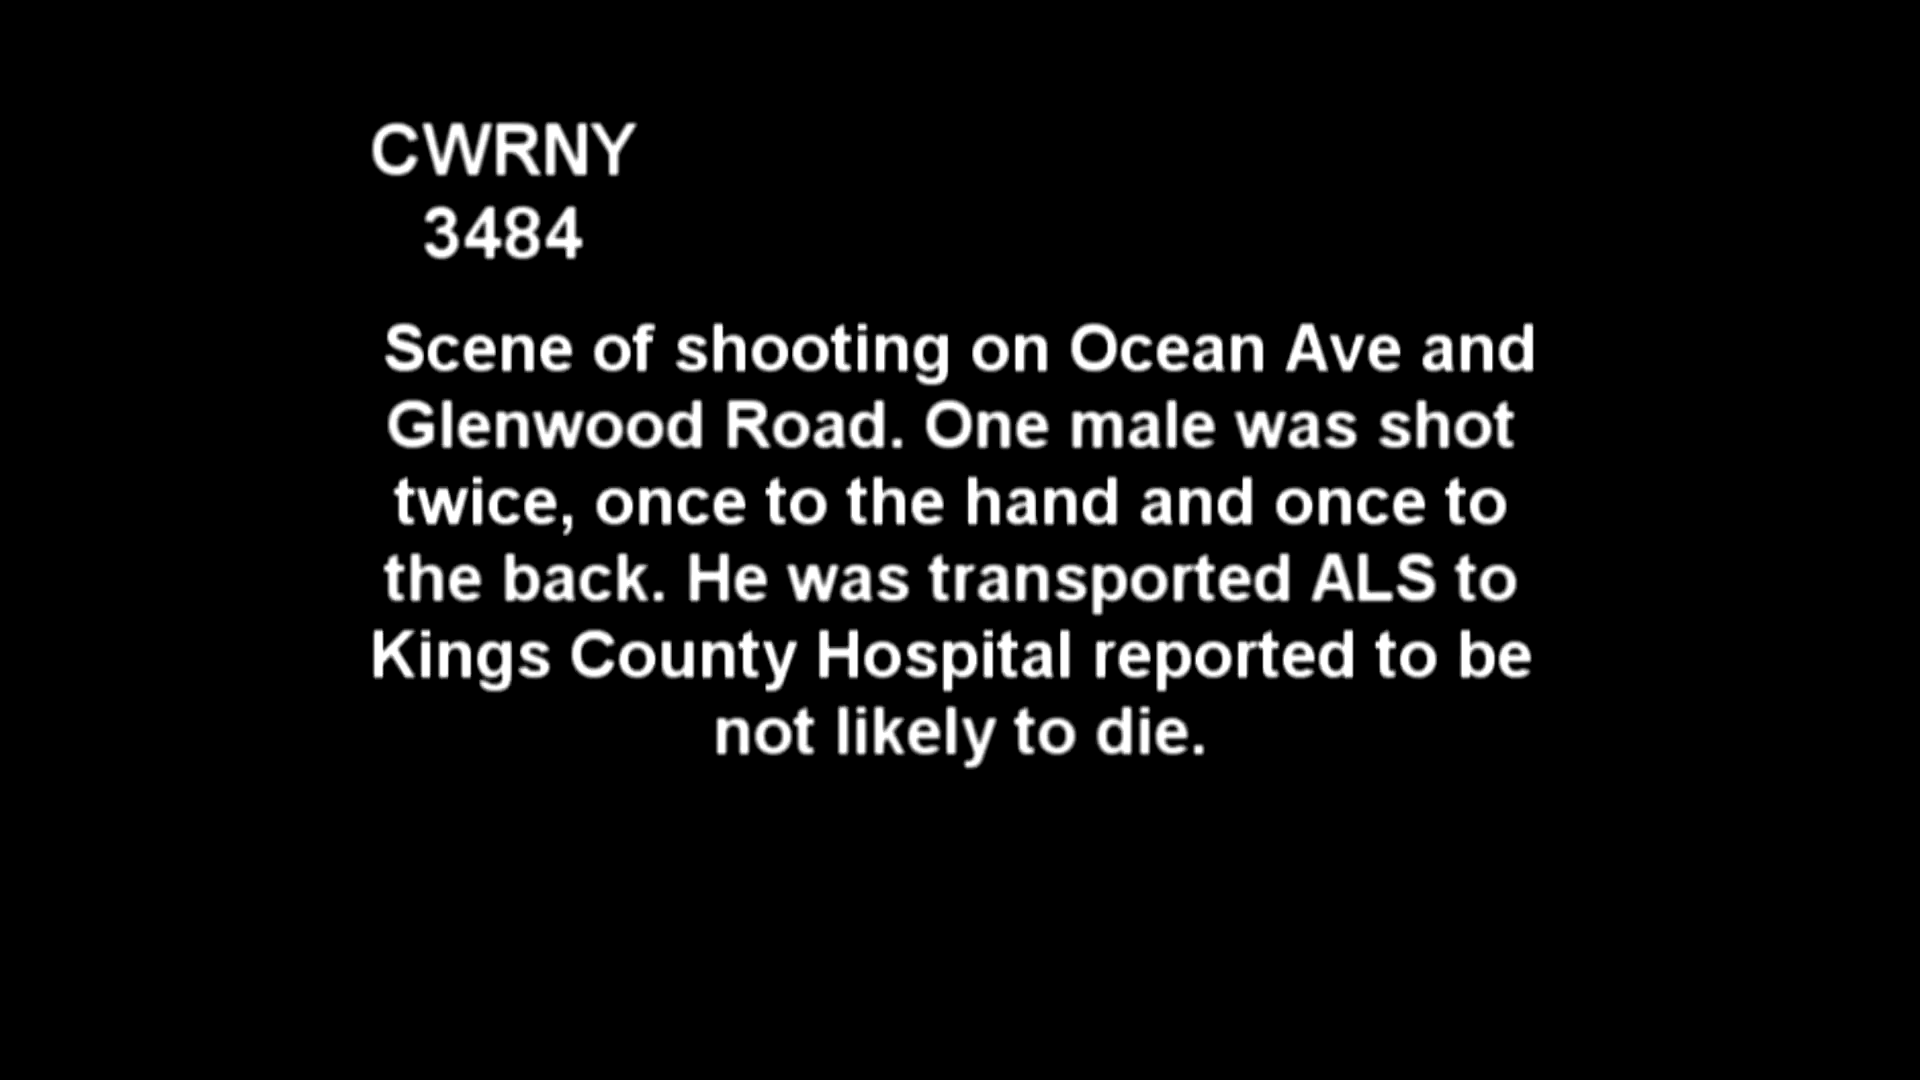 CWRNY
3484
Scene of shooting on Ocean Ave and
Glenwood Road. One male was shot
twice, once to the hand and once to
the back. He was transported ALS to
Kings County Hospital reported to be
not likely to die.